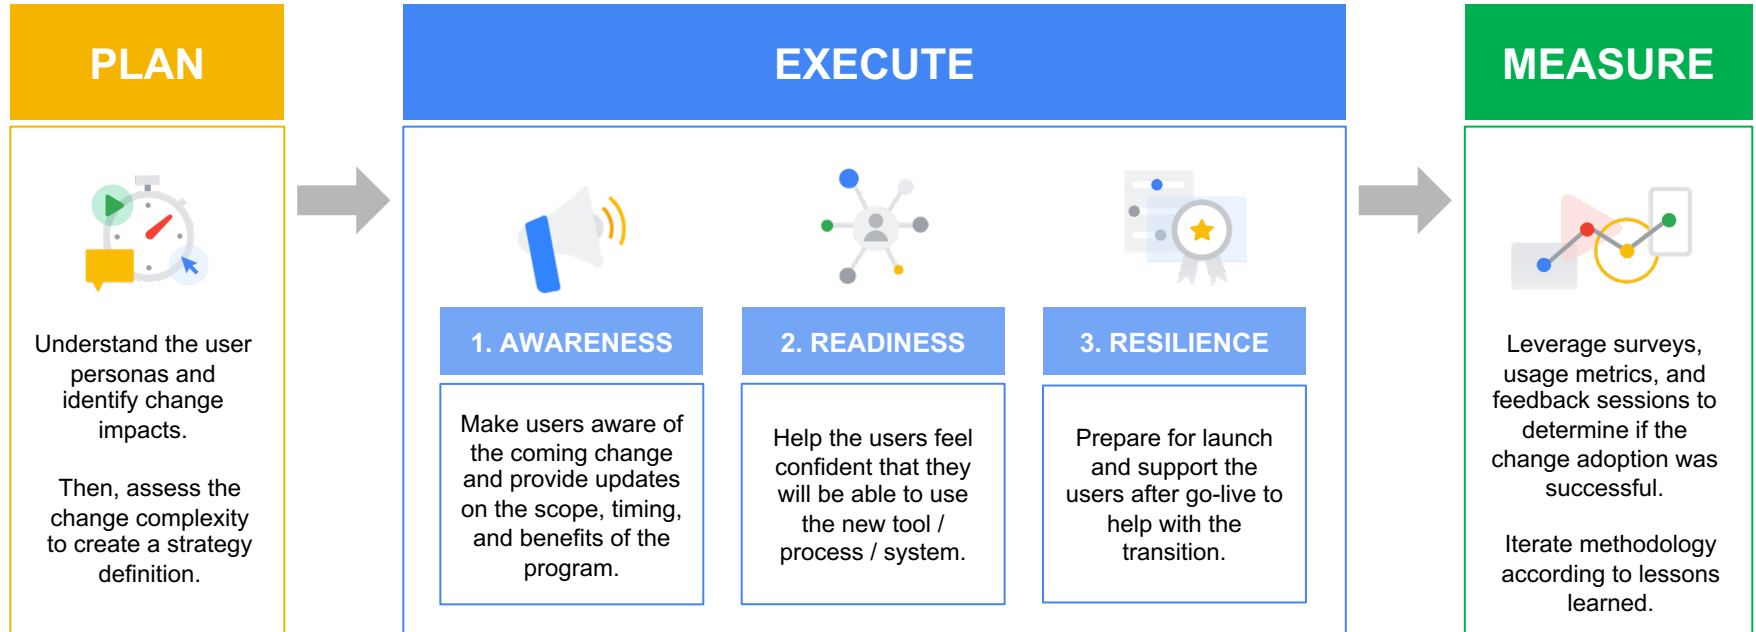 PLAN
Understand the user
personas and
identify change
impacts.
Then, assess the
change complexity
to create a strategy
definition.
EXECUTE
1. AWARENESS
Make users aware of
the coming change
and provide updates
on the scope, timing,
and benefits of the
program.
2. READINESS
Help the users feel
confident that they
will be able to use
the new tool /
process / system.
3. RESILIENCE
Prepare for launch
and support the
users after go-live to
help with the
transition.
MEASURE
Leverage surveys,
usage metrics, and
feedback sessions to
determine if the
change adoption was
successful.
Iterate methodology
according to lessons
learned.